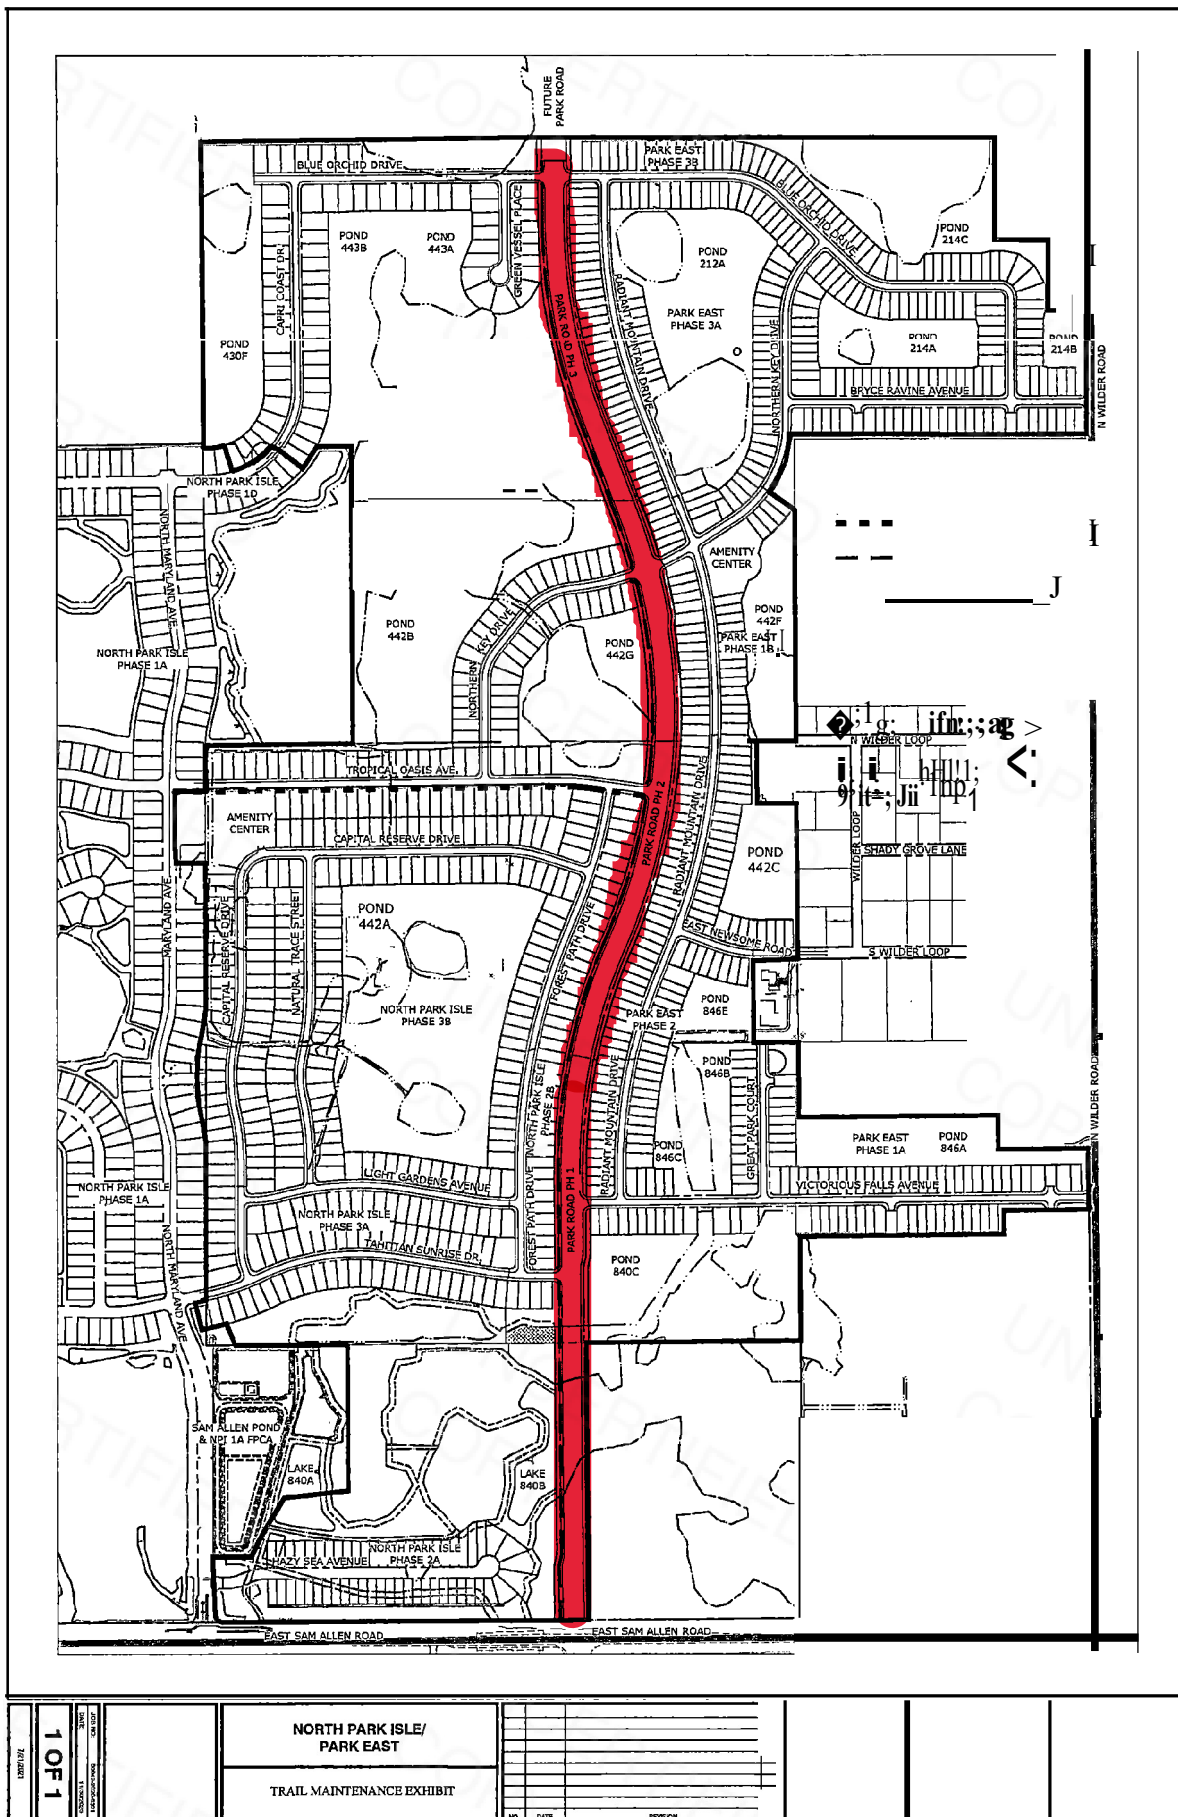 FUTURE
PARK ROAD
BLUE ORCHID DRIVE
PARK EAST
PHASE 3B
BLUE ORCHID DRIVE
POND
214C
POND
443B
POND
443A
GREEN VESSEL PLACE
CAPRI COAST DR.
POND
212A
RADIANT MOUNTAIN DRIVE
PARK EAST
PHASE 3A
PARK ROAD PH 3
POND
430F
NORTHERN KEY DRIVE
POND
214A
POND
214B
BRYCE RAVINE AVENUE
N WILDER ROAD
NORTH PARK ISLE
PHASE 1D
NORTH MARYLAND AVE
AMENITY
CENTER
POND
442B
POND
442F
PARK EAST
PHASE 1B
NORTHERN KEY DRIVE
POND
442G
NORTH PARK ISLE
PHASE 1A
N WILDER LOOP
TROPICAL OASIS AVE.
AMENITY
CENTER
CAPITAL RESERVE DRIVE
PARK ROAD PH 2
RADIANT MOUNTAIN DRIVE
POND
442C
WILDER LOOP
SHADY GROVE LANE
MARYLAND AVE
CAPITAL RESERVE DRIVE
NATURAL TRACE STREET
POND
442A
FOREST PATH DRIVE
EAST NEWSOME ROAD
S WILDER LOOP
NORTH PARK ISLE
PHASE 3B
POND
846E
PARK EAST
PHASE 2
POND
846B
GREAT PARK COURT
RADIANT MOUNTAIN DRIVE
NORTH PARK ISLE
PHASE 2B
POND
846C
PARK EAST
PHASE 1A
POND
846A
N WILDER ROAD
LIGHT GARDENS AVENUE
VICTORIOUS FALLS AVENUE
NORTH PARK ISLE
PHASE 1A
NORTH PARK ISLE
PHASE 3A
FOREST PATH DRIVE
PARK ROAD PH 1
TAHITIAN SUNRISE DR.
NORTH MARYLAND AVE
POND
840C
SAM ALLEN POND
& NPI 1A FPCA
LAKE
840A
LAKE
840B
HAZY SEA AVENUE
NORTH PARK ISLE
PHASE 2A
EAST SAM ALLEN ROAD
EAST SAM ALLEN ROAD
NORTH PARK ISLE/
PARK EAST
TRAIL MAINTENANCE EXHIBIT
1 OF 1
JOB NO.:
DATE:
7/21/2021
NO.
DATE
REVISION